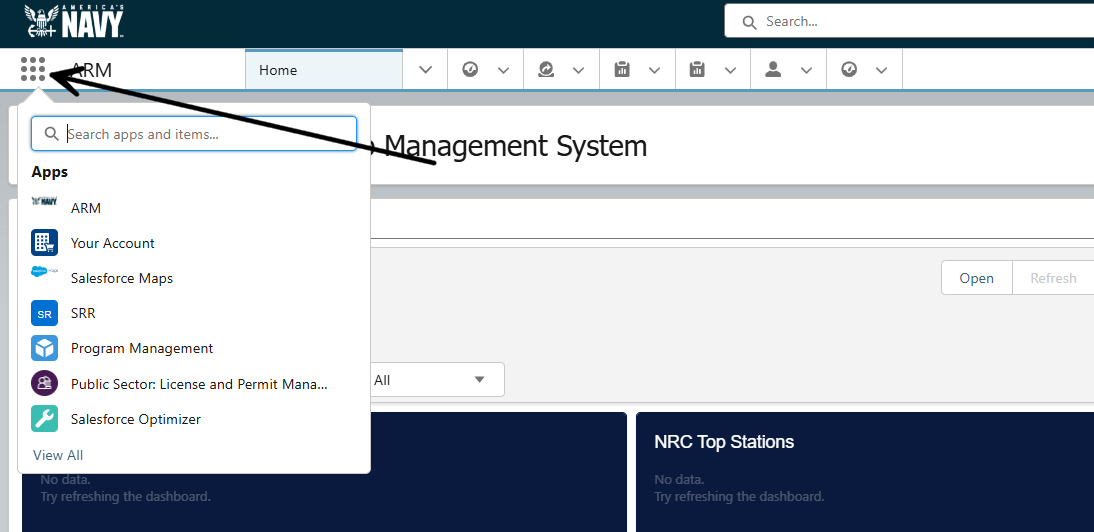 AMERICA'S
NAVY
Search...
ARM
Home
Search apps and items...
Management System
Apps
NAVY
ARM
Your Account
Salesforce Maps
SR
SRR
Open
Refresh
Program Management
All
Public Sector: License and Permit Mana...
Salesforce Optimizer
View All
NRC Top Stations
No data.
Try refreshing the dashboard.
No data.
Try refreshing the dashboard.